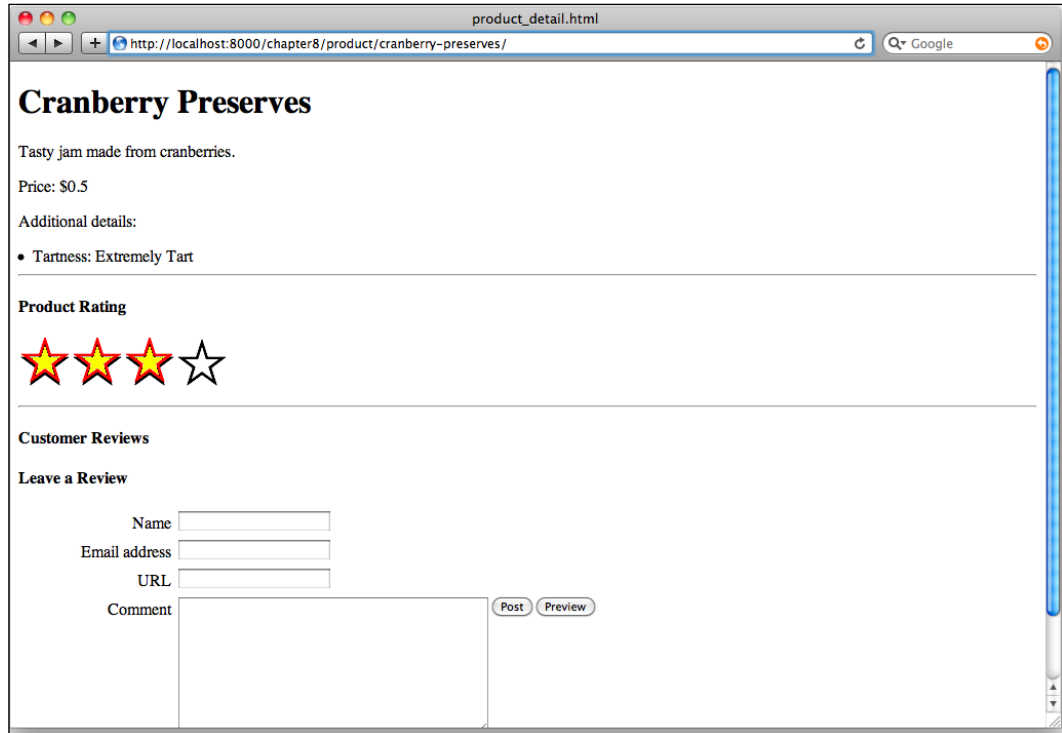 product_detail.html
http://localhost:8000/chapter8/product/cranberry-preserves/
Google
Cranberry Preserves
Tasty jam made from cranberries.
Price: $0.5
Additional details:
• Tartness: Extremely Tart
Product Rating
Customer Reviews
Leave a Review
Name
Email address
URL
Comment
Post Preview